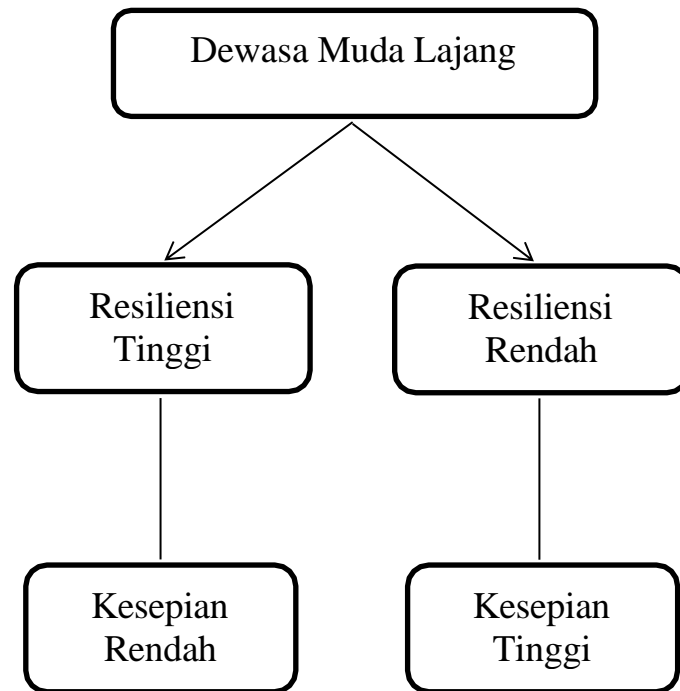 Dewasa Muda Lajang
Resiliensi
Tinggi
Resiliensi
Rendah
Kesepian
Rendah
Kesepian
Tinggi